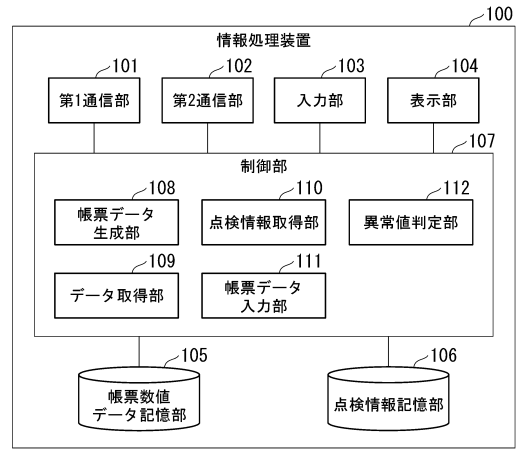 100
情報処理装置
101
102
103
104
第1通信部
第2通信部
入力部
表示部
107
制御部
108
110
112
帳票データ
生成部
点検情報取得部
異常値判定部
109
111
データ取得部
帳票データ
入力部
105
106
帳票数値
データ記憶部
点検情報記憶部